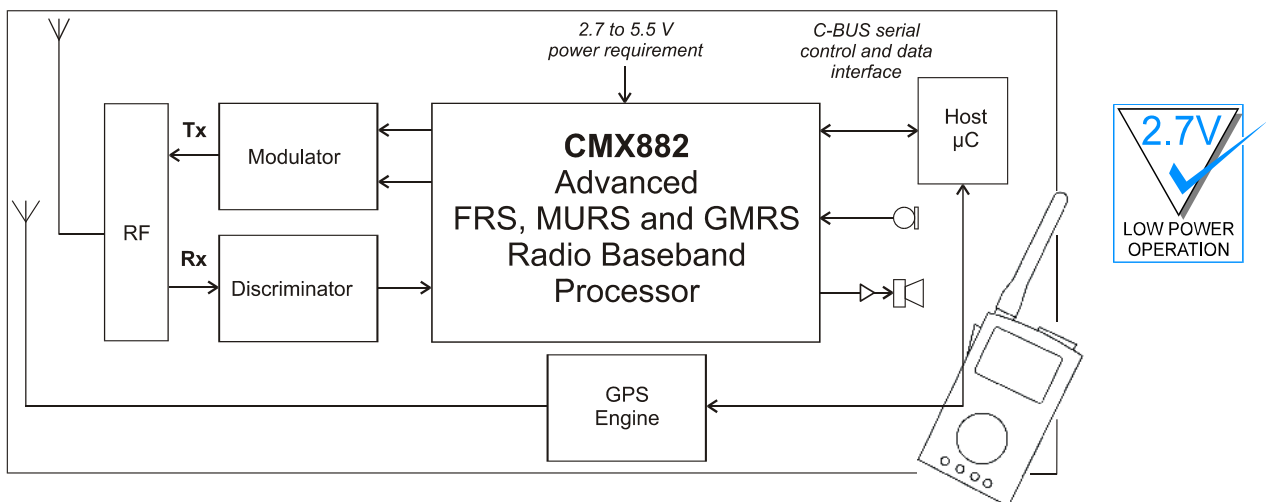 2.7 to 5.5 V
power requirement
C-BUS serial
control and data
interface
Tx
Modulator
CMX882
Advanced
FRS, MURS and GMRS
Radio Baseband
Processor
Host
µC
2.7V
LOW POWER
OPERATION
RF
Rx
Discriminator
GPS
Engine